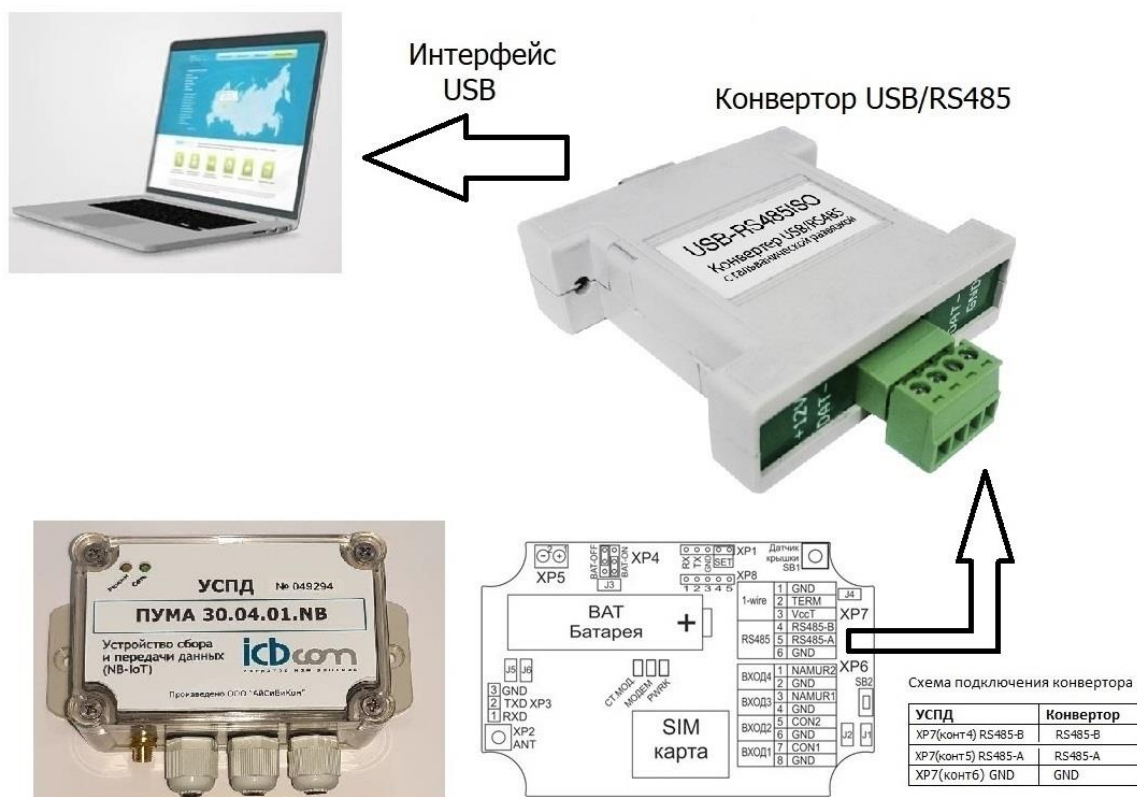 Интерфейс
USB
Конвертор USB/RS485
USB-RS485ISO
Конвертер USB/RS485
с гальванической развязкой
+12V
DAT-
DAT-
GND
Режим
Сеть
УСПД № 049294
ПУМА 30.04.01.NB
Устройство сбора
и передачи данных
(NB-IoT)
icbcom
Произведено ООО "АйСиБиКом"
XP5
BAT-OFF
BAT-ON
XP4
J3
RX
TX
GND
SET
XP1
XP8
1 2 3 4 5
Датчик
крышки
SB1
BAT
Батарея
+
1-wire
1 GND
2 TERM
3 VccT
J4
XP7
RS485
4 RS485-B
5 RS485-A
6 GND
J5 J6
3 GND
2 TXD XP3
1 RXD
XP2
ANT
СТ.МОД
МОДЕМ
PWRK
SIM
карта
XP6
SB2
ВХОД4
1 NAMUR2
2 GND
ВХОД3
3 NAMUR1
4 GND
ВХОД2
5 CON2
6 GND
ВХОД1
7 CON1
8 GND
J2 J1
Схема подключения конвертора
УСПД Конвертор
XP7(конт4) RS485-B RS485-B
XP7(конт5) RS485-A RS485-A
XP7(конт6) GND GND